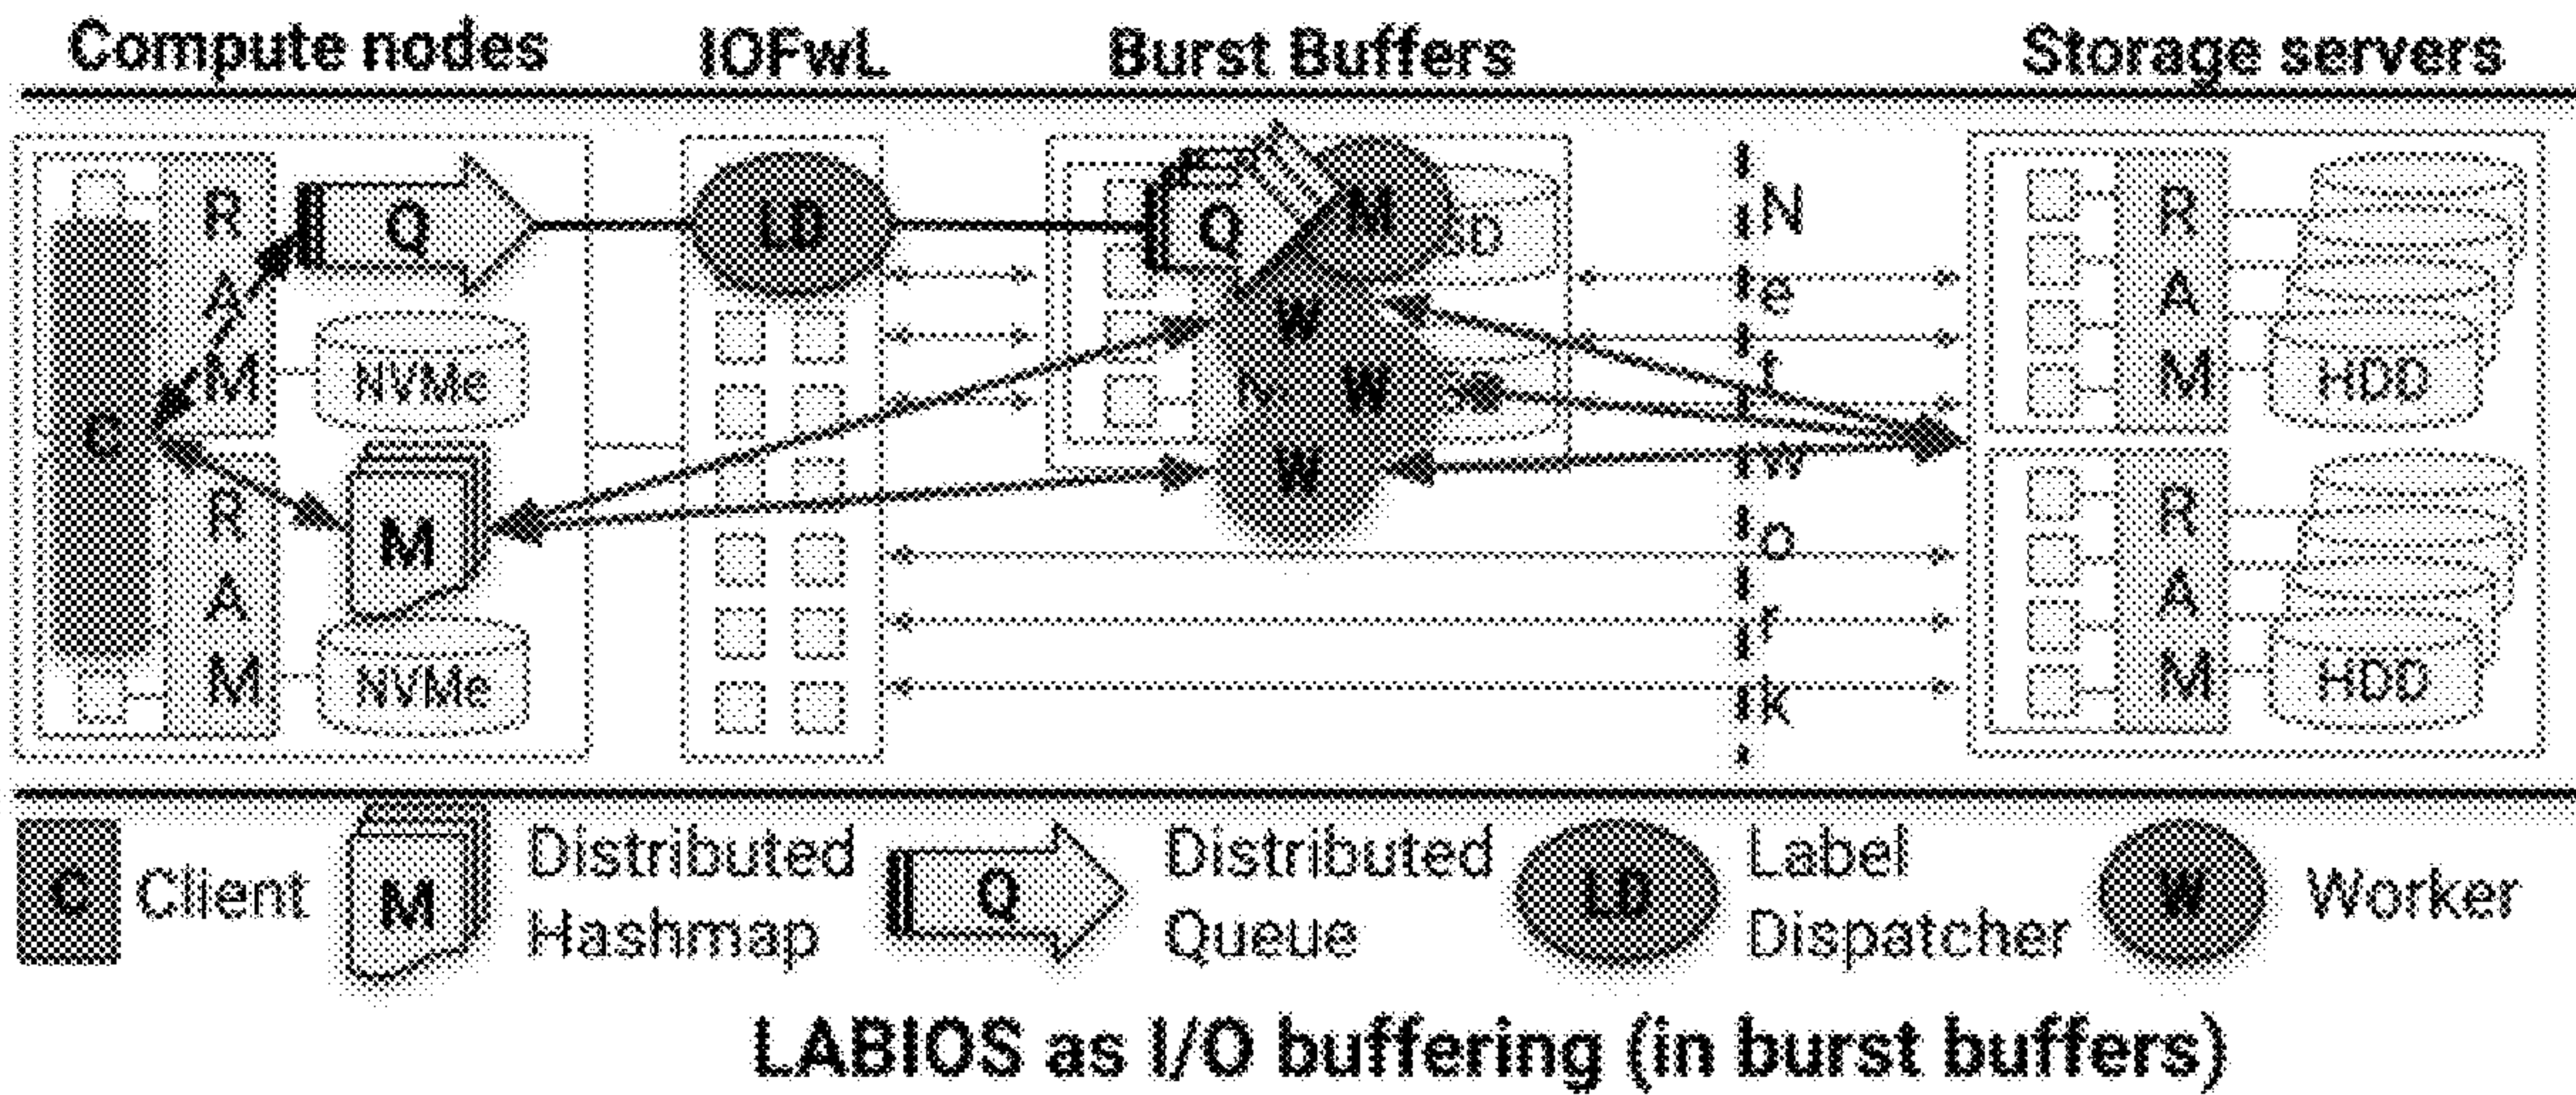 Compute nodes IOFwL Burst Buffers Storage servers
C
R
A
M
Q
NVMe
R
A
M
M
NVMe
LD
Q
M
W
W
W
N
e
t
w
o
r
k
R
A
M
HDD
R
A
M
HDD
C Client M Distributed Hashmap Q Distributed Queue LD Label Dispatcher W Worker
LABIOS as I/O buffering (in burst buffers)